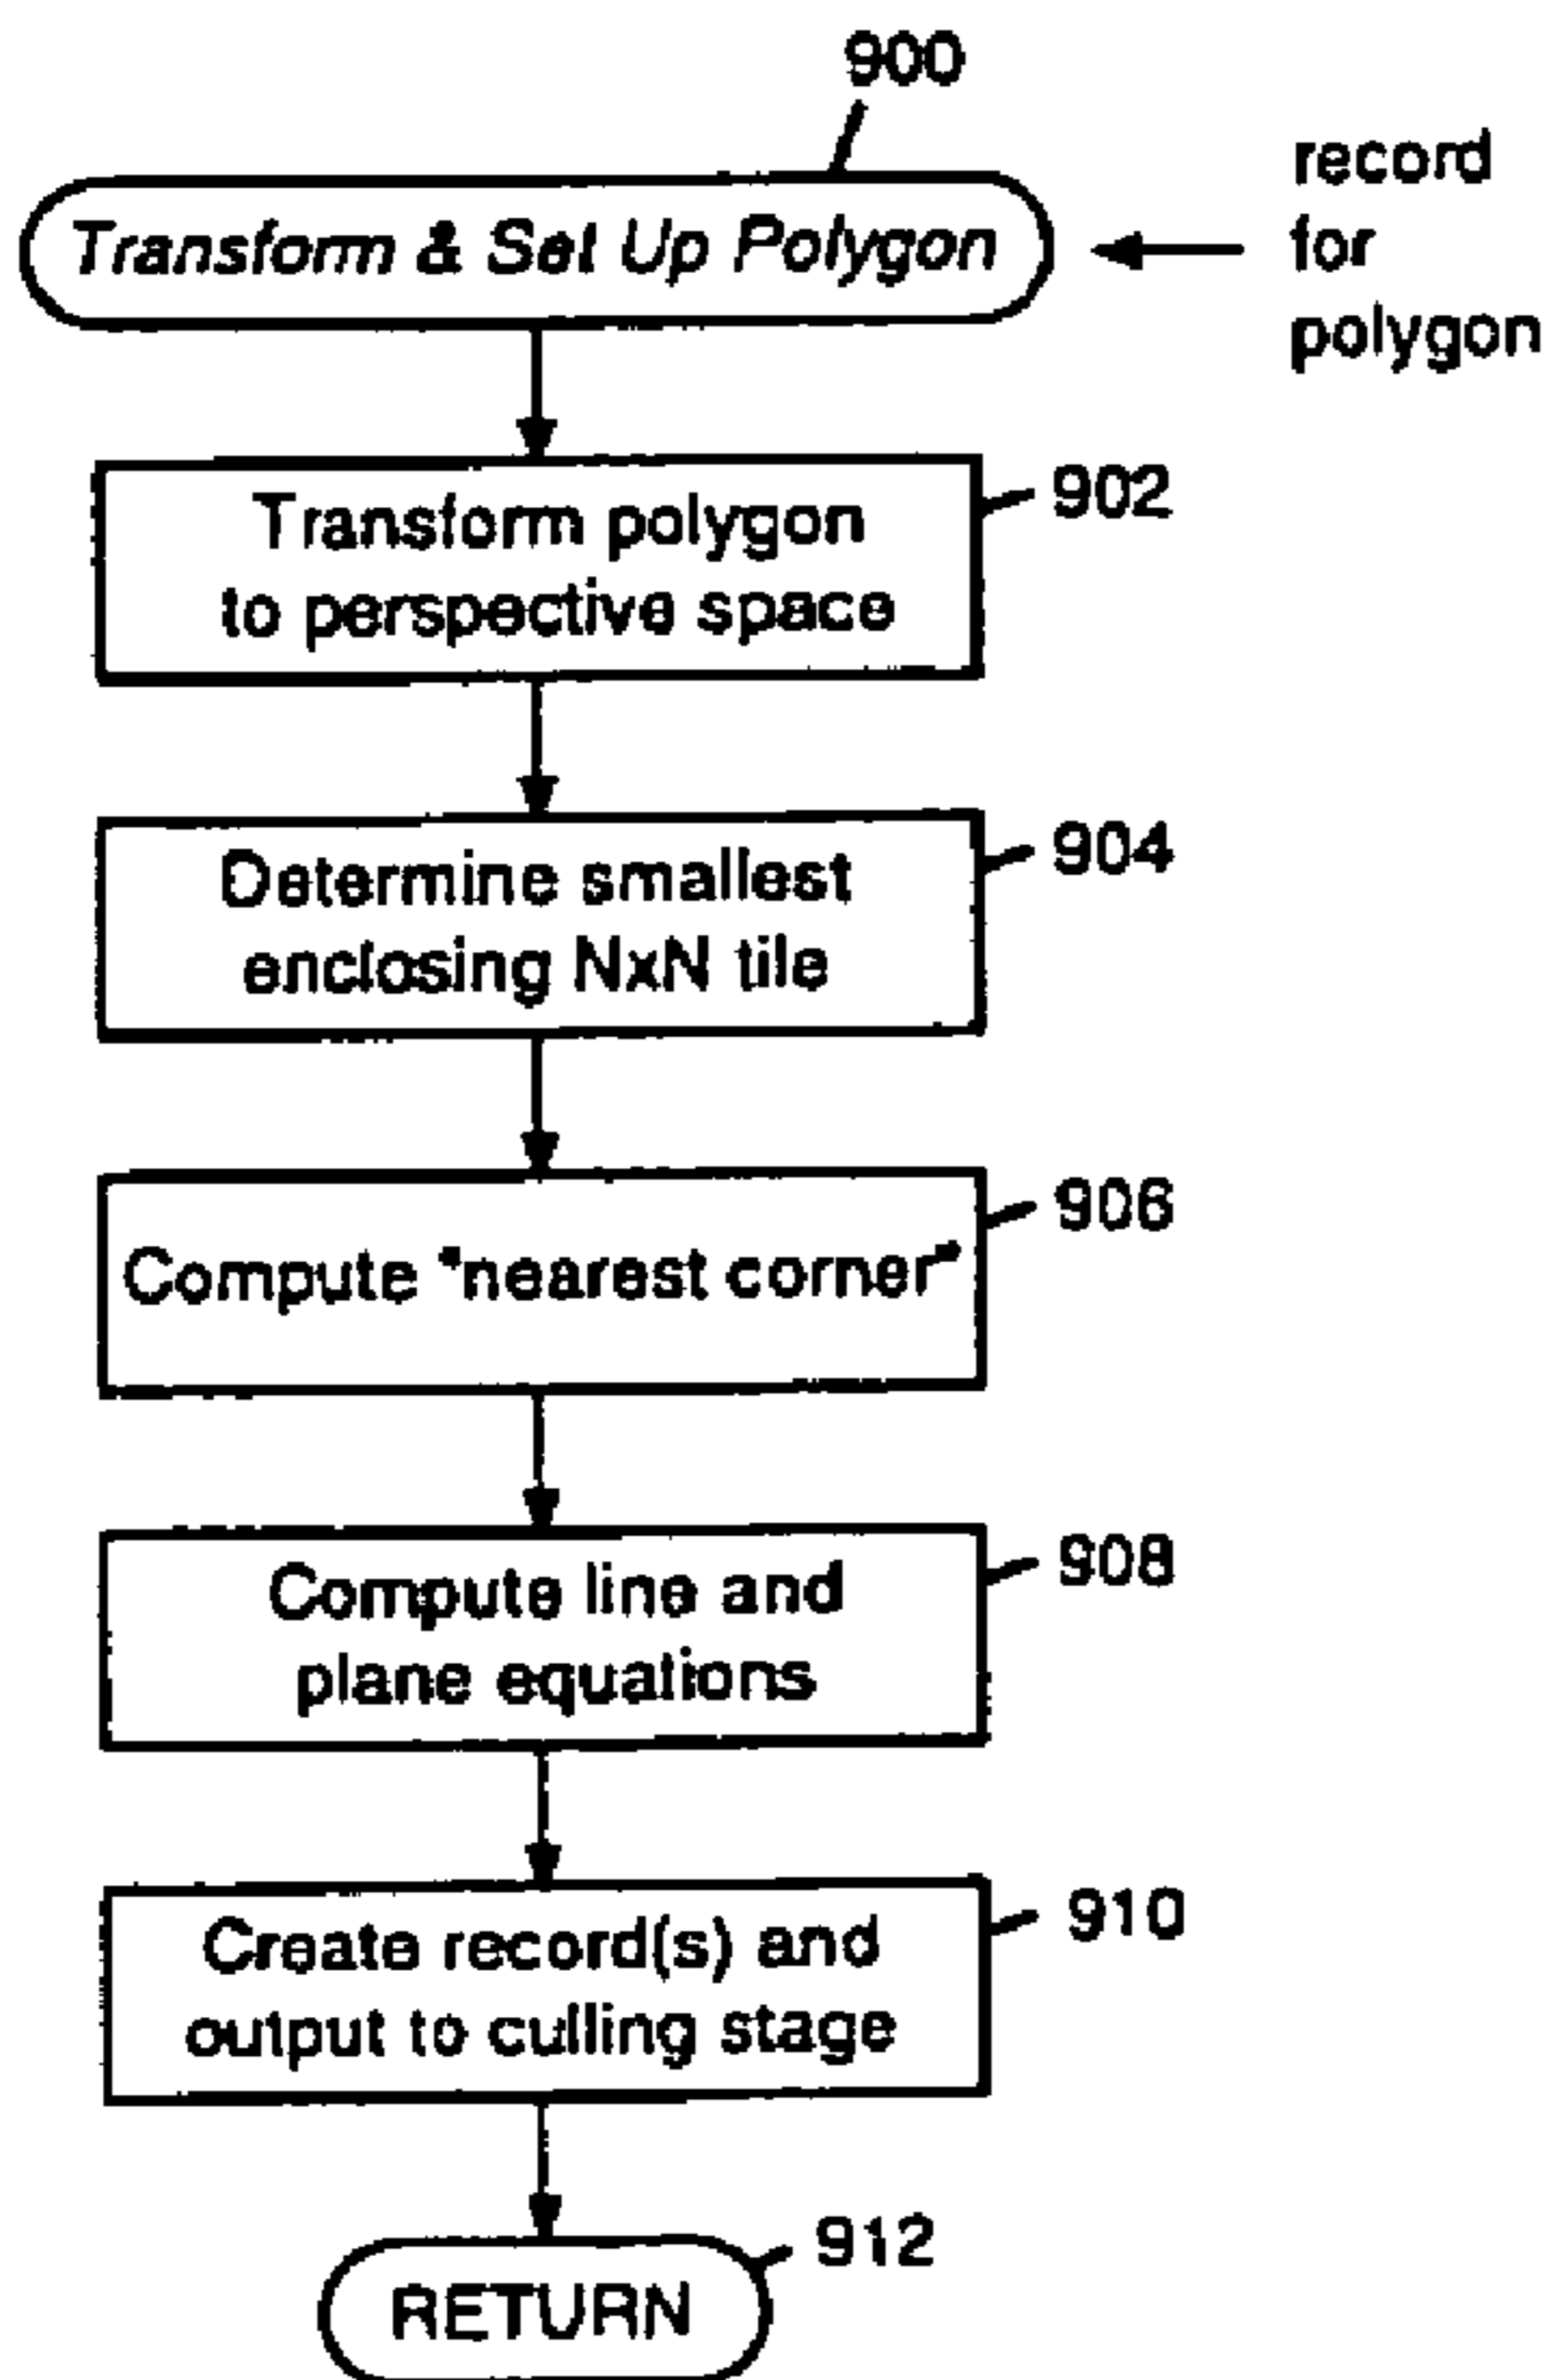 900
Transform & Set Up Polygon
record
for
polygon
Transform polygon
to perspective space
902
Determine smallest
enclosing NxN tile
904
Compute "nearest corner"
906
Compute line and
plane equations
908
Create record(s) and
output to culling stage
910
RETURN
912